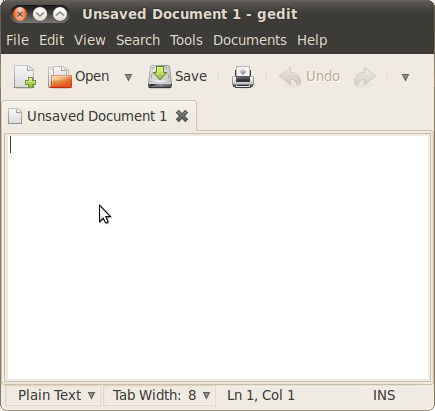 Unsaved Document 1 - gedit
File Edit View Search Tools Documents Help
Open Save Undo
Unsaved Document 1
Plain Text Tab Width: 8 Ln 1, Col 1 INS